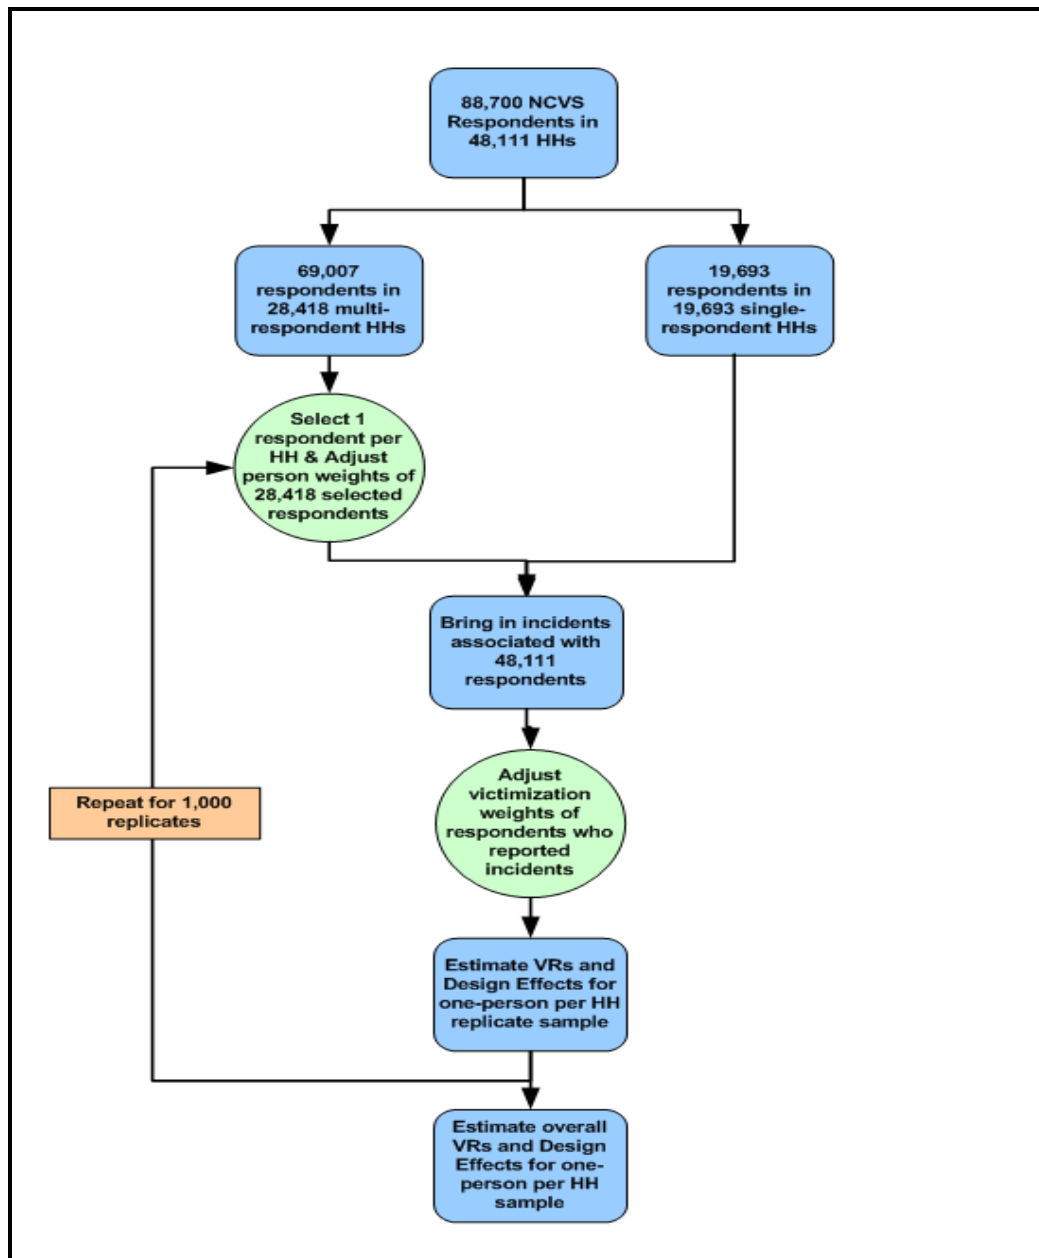 88,700 NCVS
Respondents in
48,111 HHs
69,007
respondents in
28,418 multi-
respondent HHs
19,693
respondents in
19,693 single-
respondent HHs
Select 1
respondent per
HH & Adjust
person weights of
28,418 selected
respondents
Bring in incidents
associated with
48,111
respondents
Adjust
victimization
weights of
respondents who
reported
incidents
Repeat for 1,000
replicates
Estimate VRs and
Design Effects for
one-person per HH
replicate sample
Estimate overall
VRs and Design
Effects for one-
person per HH
sample